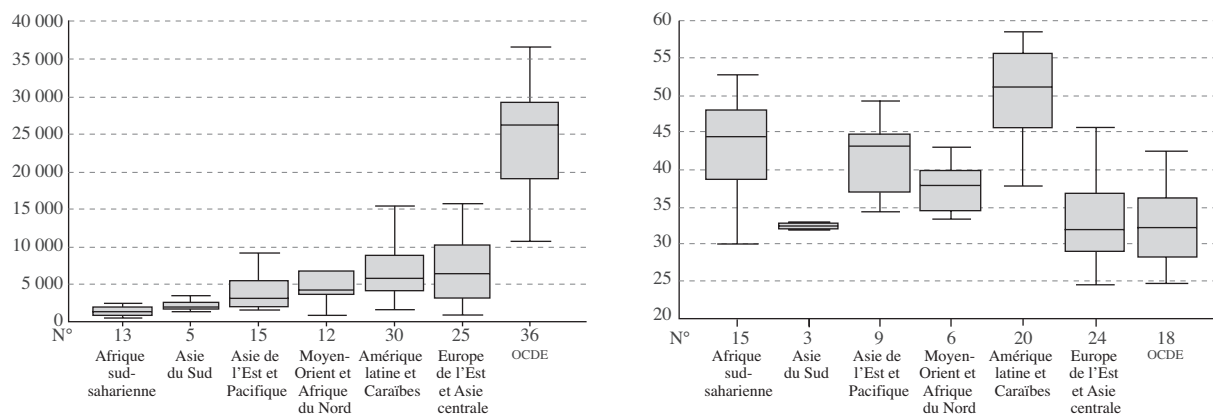 40 000
35 000
30 000
25 000
20 000
15 000
10 000
5 000
0
N° 13 5 15 12 30 25 36
Afrique Asie Asie de Moyen- Amérique Europe OCDE
sud- du Sud l'Est et Orient et latine et de l'Est
saharienne Pacifique Afrique Caraïbes et Asie
du Nord centrale
60
55
50
45
40
35
30
25
20
N° 15 3 9 6 20 24 18
Afrique Asie Asie de Moyen- Amérique Europe OCDE
sud- du Sud l'Est et Orient et latine et de l'Est
saharienne Pacifique Afrique Caraïbes et Asie
du Nord centrale